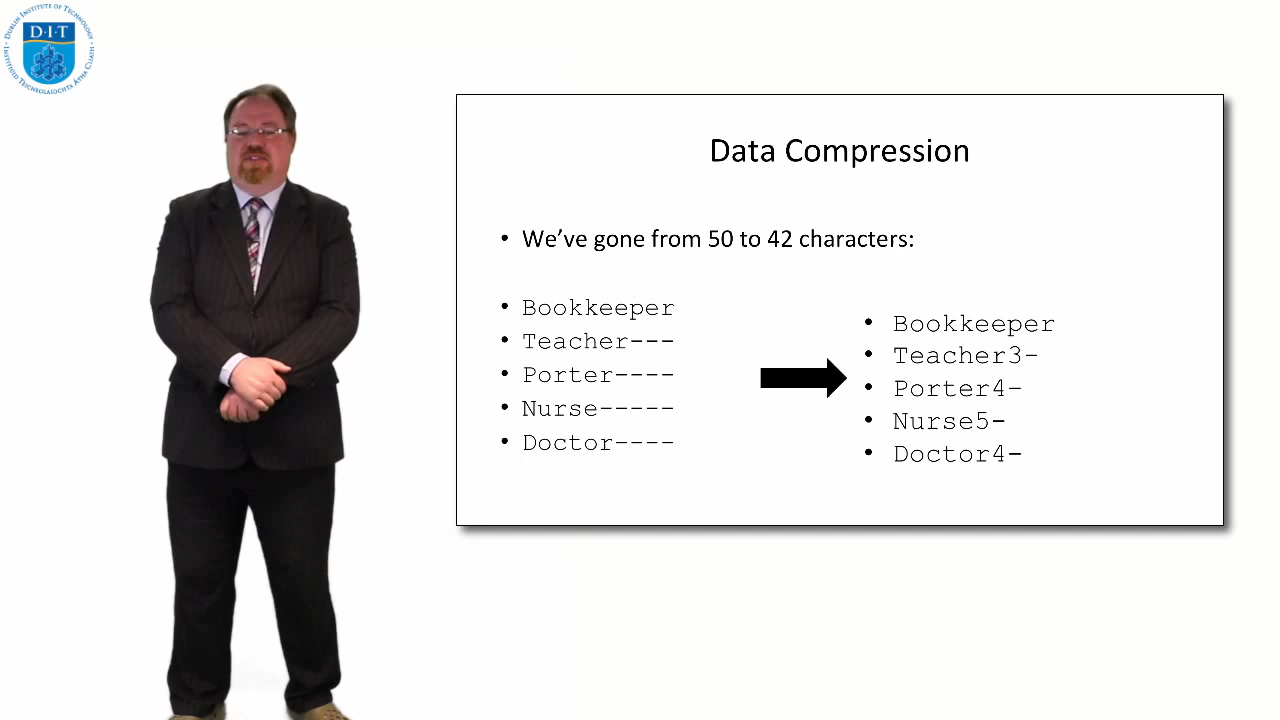 DUBLIN INSTITUTE OF TECHNOLOGY
D·I·T
INSTITIÚID TEICNEOLAÍOCHTA ÁTHA CLIATH
Data Compression
• We’ve gone from 50 to 42 characters:
• Bookkeeper
• Teacher---
• Porter----
• Nurse-----
• Doctor----
• Bookkeeper
• Teacher3-
• Porter4-
• Nurse5-
• Doctor4-